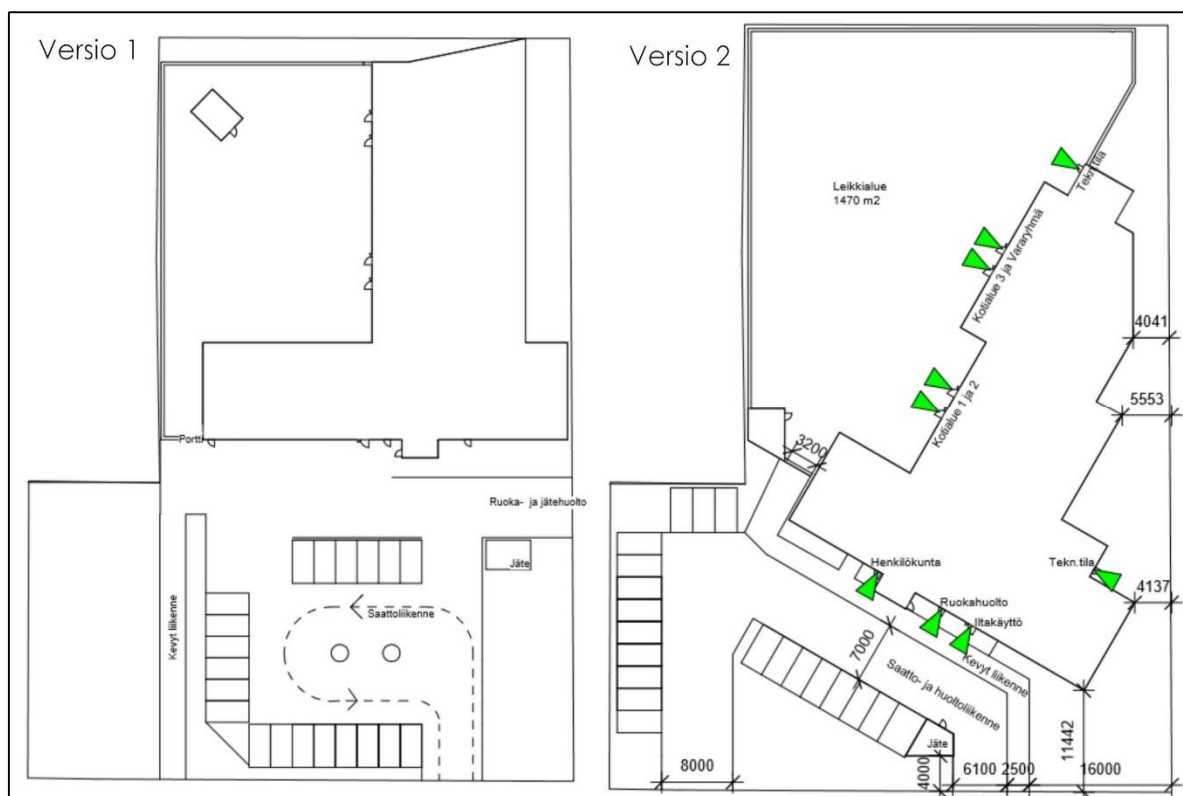 Versio 1
Portti
Ruoka- ja jätehuolto
Jäte
Saattoliikenne
Kevyt liikenne
Versio 2
Leikkialue
1470 m2
Tekn.tila
Kotialue 3 ja Vararyhmä
4041
5553
Kotialue 1 ja 2
3200
Henkilökunta
Tekn.tila
4137
Ruokahuolto
Iltakäyttö
7000
Kevyt liikenne
Saatto- ja huoltoliikenne
Jäte
11442
8000
4000
6100
2500
16000